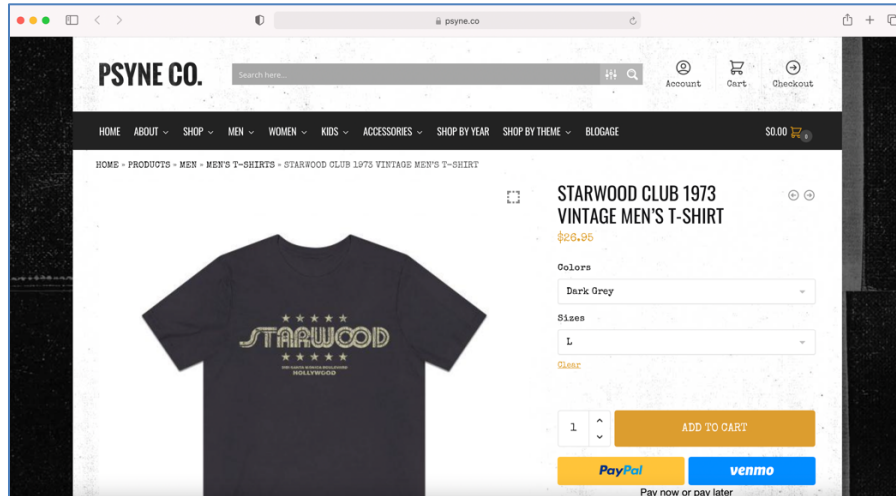 psyne.co
PSYNE CO.
Search here...
Account
Cart
Checkout
HOME ABOUT SHOP MEN WOMEN KIDS ACCESSORIES SHOP BY YEAR SHOP BY THEME BLOGAGE $0.00 0
HOME » PRODUCTS » MEN » MEN'S T-SHIRTS » STARWOOD CLUB 1973 VINTAGE MEN'S T-SHIRT
STARWOOD CLUB 1973
VINTAGE MEN'S T-SHIRT
$26.95
Colors
Dark Grey
Sizes
L
Clear
STARWOOD
SANTA MONICA BOULEVARD
HOLLYWOOD
1
ADD TO CART
PayPal
venmo
Pay now or pay later